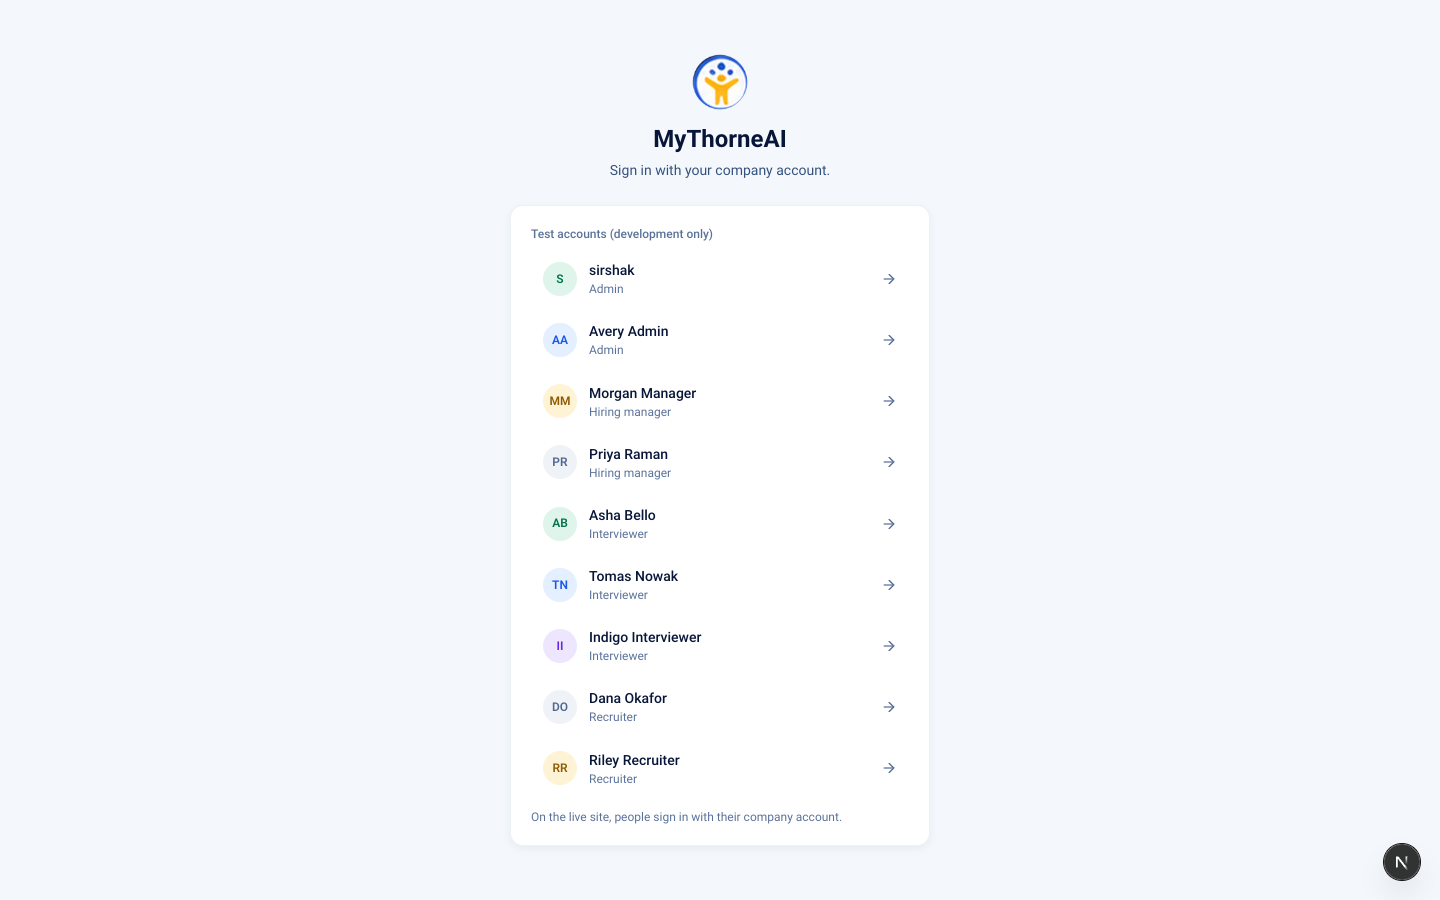 MyThorneAI
Sign in with your company account.
Test accounts (development only)
S
sirshak
Admin
AA
Avery Admin
Admin
MM
Morgan Manager
Hiring manager
PR
Priya Raman
Hiring manager
AB
Asha Bello
Interviewer
TN
Tomas Nowak
Interviewer
II
Indigo Interviewer
Interviewer
DO
Dana Okafor
Recruiter
RR
Riley Recruiter
Recruiter
On the live site, people sign in with their company account.
N